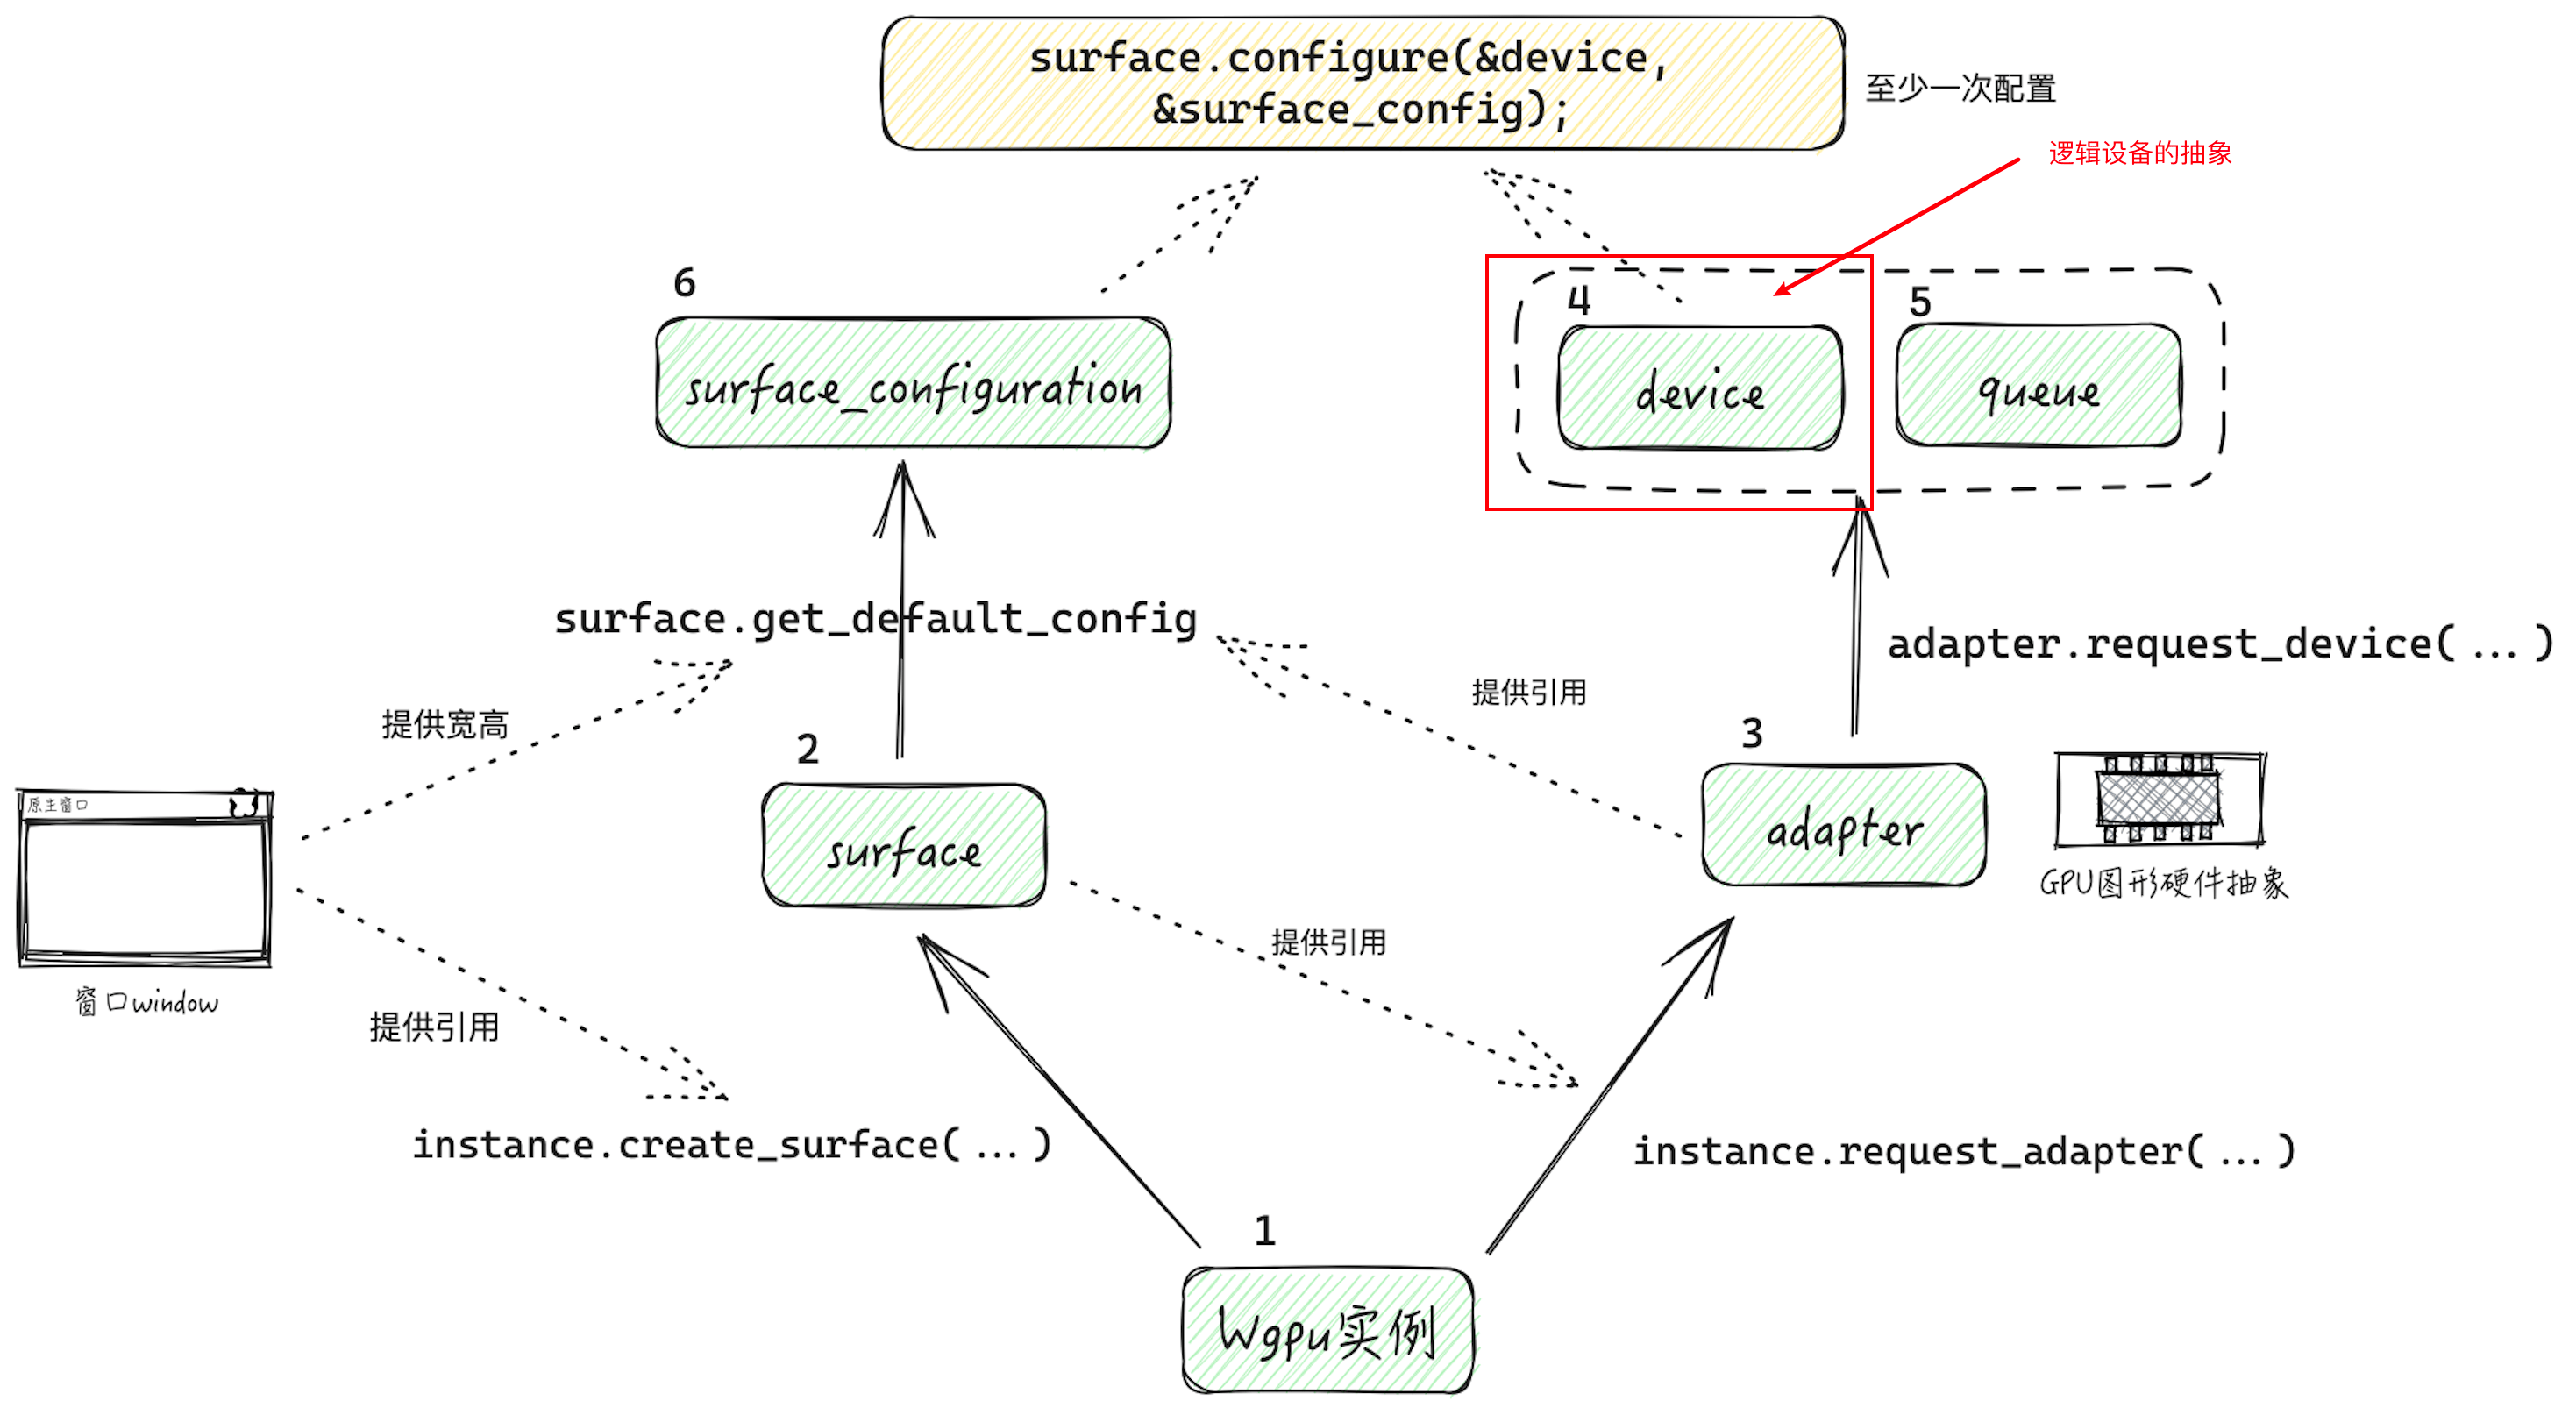 surface.configure(&device,
&surface_config);
至少一次配置
逻辑设备的抽象
6
4
5
surface_configuration
device
queue
surface.get_default_config
adapter.request_device(...)
提供引用
提供宽高
2
3
原生窗口
surface
adapter
GPU图形硬件抽象
提供引用
窗口window
提供引用
instance.create_surface(...)
instance.request_adapter(...)
1
Wgpu实例